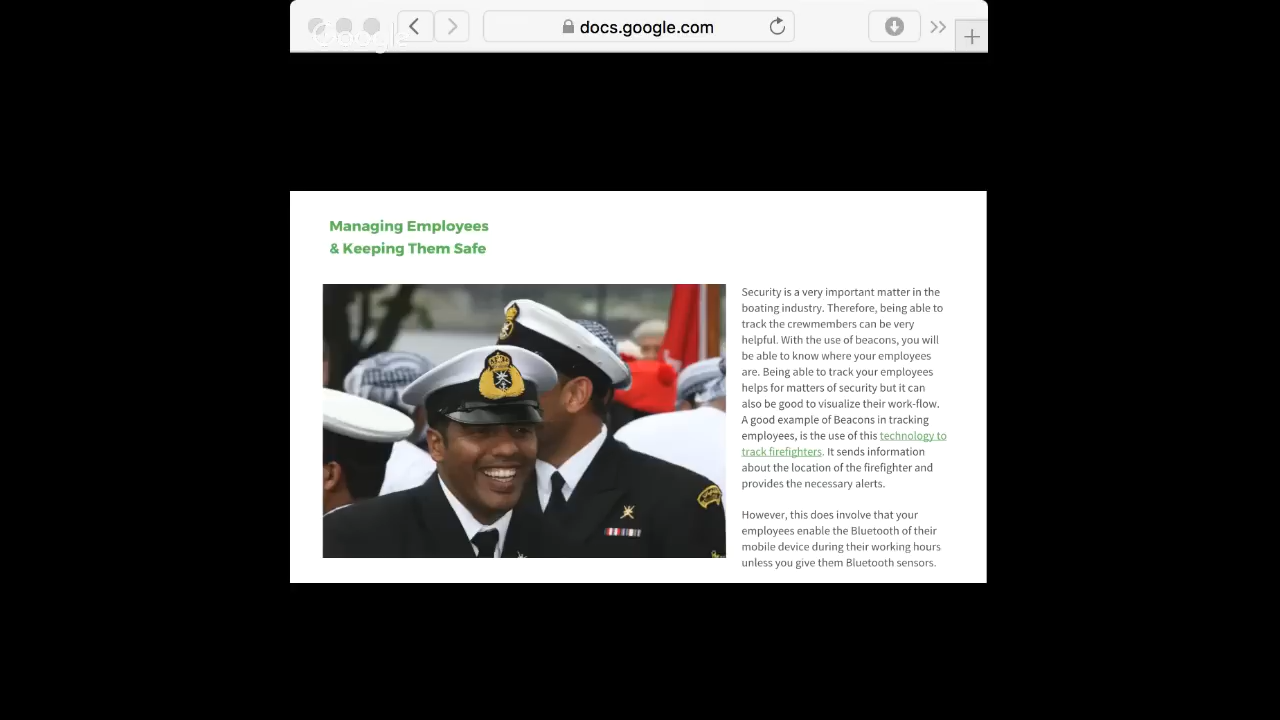 docs.google.com
Google
Managing Employees
& Keeping Them Safe
Security is a very important matter in the
boating industry. Therefore, being able to
track the crewmembers can be very
helpful. With the use of beacons, you will
be able to know where your employees
are. Being able to track your employees
helps for matters of security but it can
also be good to visualize their work-flow.
A good example of Beacons in tracking
employees, is the use of this technology to
track firefighters. It sends information
about the location of the firefighter and
provides the necessary alerts.
However, this does involve that your
employees enable the Bluetooth of their
mobile device during their working hours
unless you give them Bluetooth sensors.